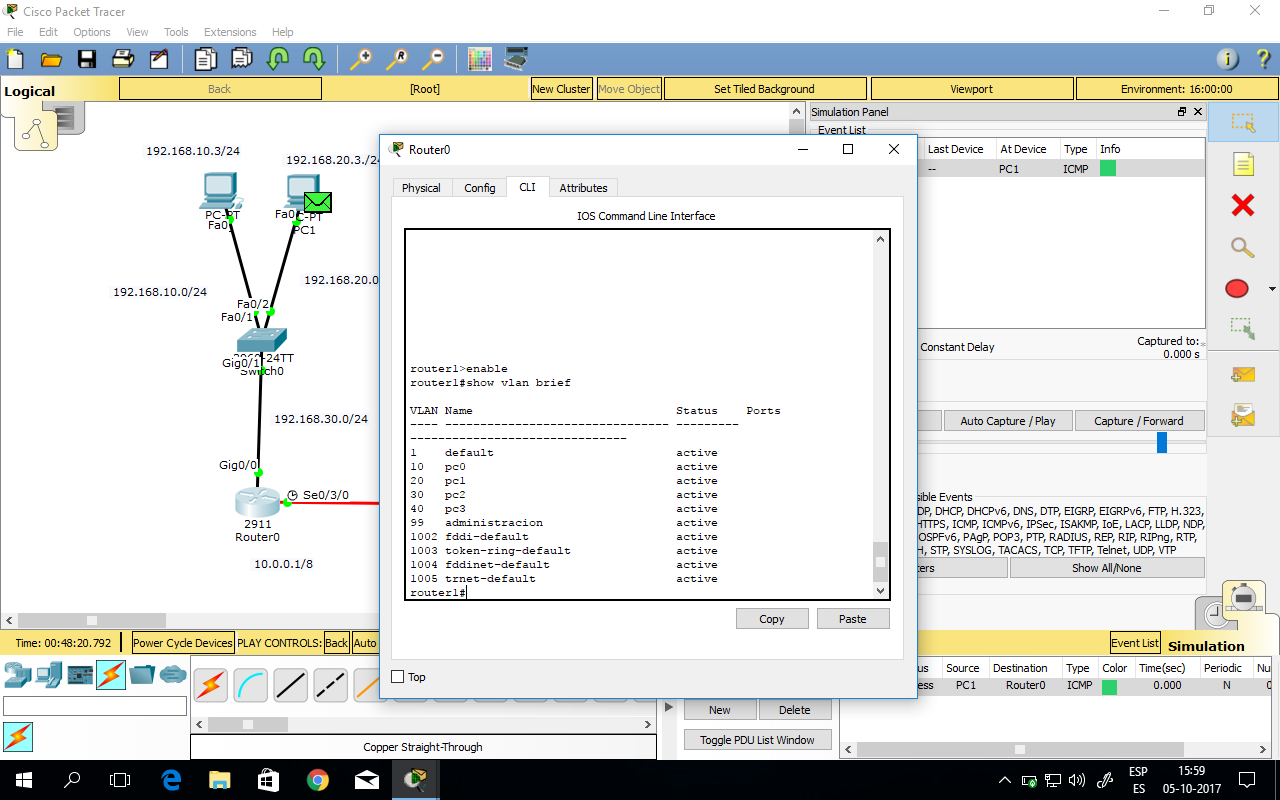 Cisco Packet Tracer
File Edit Options View Tools Extensions Help
Logical
Back
[Root]
New Cluster
Move Object
Set Tiled Background
Viewport
Environment: 16:00:00
Simulation Panel
Event List
Last Device At Device Type Info
-- PC1 ICMP
192.168.10.3/24
192.168.20.3./24
PC-PT
Fa0
Fa0
C-PT
PC1
192.168.20.0
192.168.10.0/24
Fa0/2
Fa0/1
2960-24TT
Gig0/1
Switch0
192.168.30.0/24
Gig0/0
Se0/3/0
2911
Router0
10.0.0.1/8
Router0
Physical
Config
CLI
Attributes
IOS Command Line Interface
router1>enable
router1#show vlan brief
VLAN Name Status Ports
---- -------------------------------- ---------
-------------------------------
1 default active
10 pc0 active
20 pc1 active
30 pc2 active
40 pc3 active
99 administracion active
1002 fddi-default active
1003 token-ring-default active
1004 fddinet-default active
1005 trnet-default active
router1#
Copy
Paste
Top
Constant Delay
Captured to:
0.000 s
Auto Capture / Play
Capture / Forward
sible Events
DP, DHCP, DHCPv6, DNS, DTP, EIGRP, EIGRPv6, FTP, H.323,
HTTPS, ICMP, ICMPv6, IPSec, ISAKMP, IoE, LACP, LLDP, NDP,
OSPFv6, PAgP, POP3, PTP, RADIUS, REP, RIP, RIPng, RTP,
H, STP, SYSLOG, TACACS, TCP, TFTP, Telnet, UDP, VTP
ers
Show All/None
Time: 00:48:20.792
Power Cycle Devices
PLAY CONTROLS:
Back
Auto
Event List
Simulation
us Source Destination Type Color Time(sec) Periodic Nu
ess PC1 Router0 ICMP 0.000 N 0
New
Delete
Toggle PDU List Window
Copper Straight-Through
ESP
ES
15:59
05-10-2017